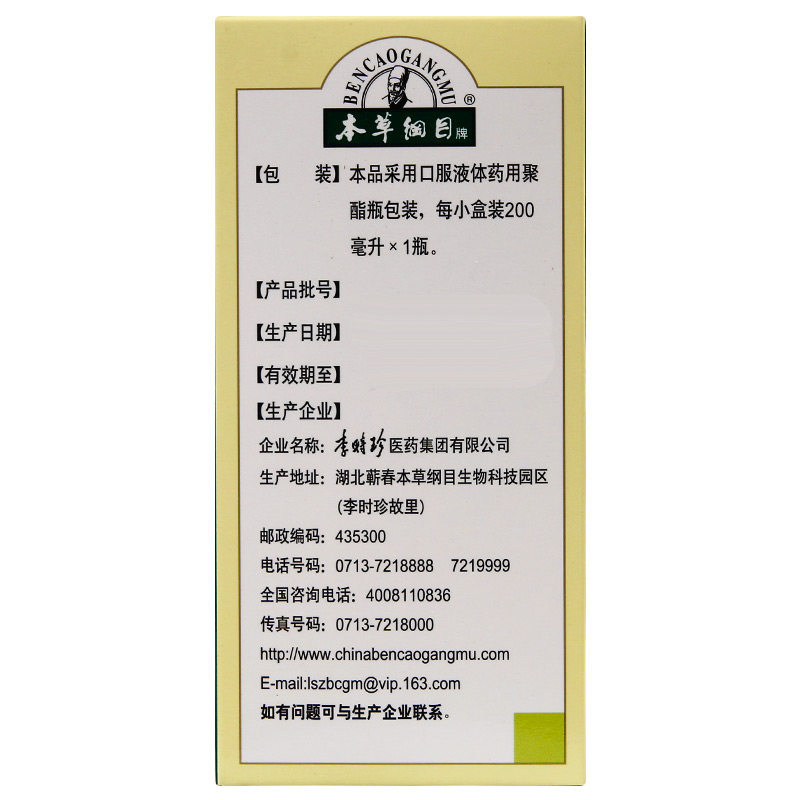 BENCAOGANGMU
®
本草纲目牌
【包　　装】本品采用口服液体药用聚
酯瓶包装，每小盒装200
毫升×1瓶。
【产品批号】
【生产日期】
【有效期至】
【生产企业】
企业名称：李时珍医药集团有限公司
生产地址：湖北蕲春本草纲目生物科技园区
（李时珍故里）
邮政编码：435300
电话号码：0713-7218888　7219999
全国咨询电话：4008110836
传真号码：0713-7218000
http://www.chinabencaogangmu.com
E-mail:lszbcgm@vip.163.com
如有问题可与生产企业联系。